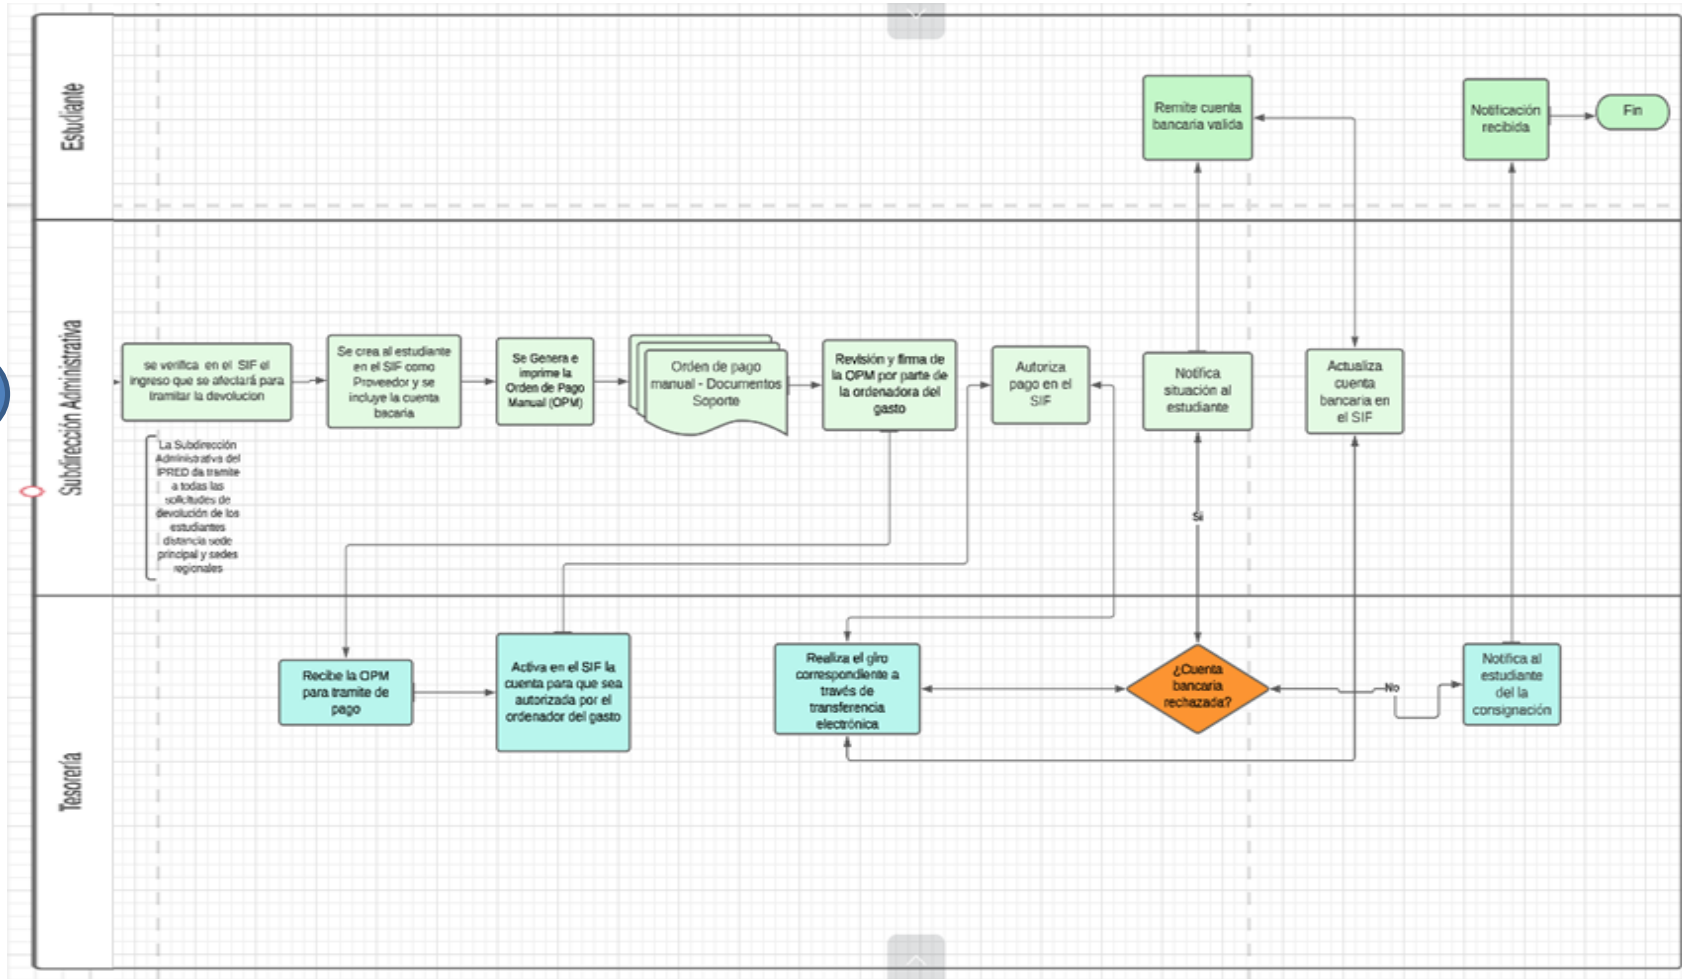 Estudiante
Remite cuenta
bancaria valida
Notificación
recibida
Fin
Subdirección Administrativa
se verifica en el SIF el
ingreso que se afectará para
tramitar la devolucion
Se crea al estudiante
en el SIF como
Proveedor y se
incluye la cuenta
bacaria
Se Genera e
imprime la
Orden de Pago
Manual (OPM)
Orden de pago
manual - Documentos
Soporte
Revisión y firma de
la OPM por parte de
la ordenadora del
gasto
Autoriza
pago en el
SIF
Notifica
situación al
estudiante
Actualiza
cuenta
bancaria en
el SIF
La Subdirección
Administrativa del
IPRED da tramite
a todas las
solicitudes de
devolución de los
estudiantes
distancia sede
principal y sedes
regionales
Si
Tesorería
Recibe la OPM
para tramite de
pago
Activa en el SIF la
cuenta para que sea
autorizada por el
ordenador del gasto
Realiza el giro
correspondiente a
través de
transferencia
electrónica
¿Cuenta
bancaria
rechazada?
No
Notifica al
estudiante
del la
consignación